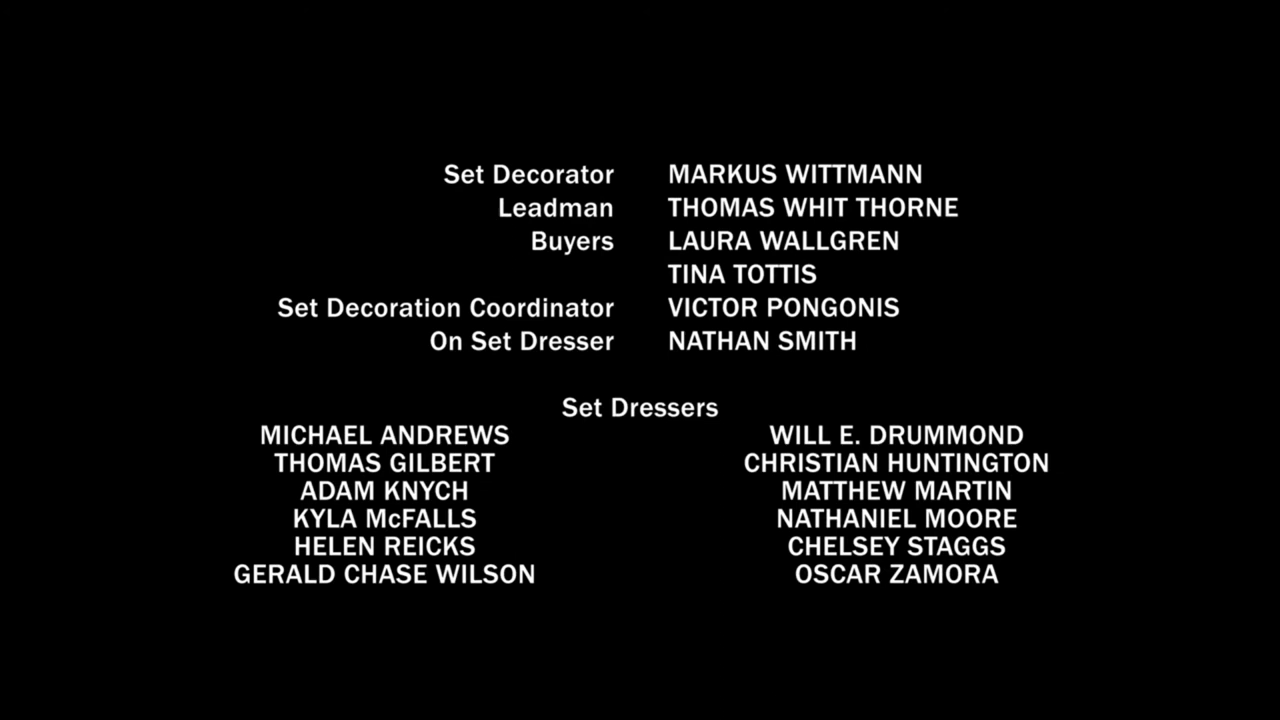 Set Decorator MARKUS WITTMANN
Leadman THOMAS WHIT THORNE
Buyers LAURA WALLGREN
TINA TOTTIS
Set Decoration Coordinator VICTOR PONGONIS
On Set Dresser NATHAN SMITH
Set Dressers
MICHAEL ANDREWS WILL E. DRUMMOND
THOMAS GILBERT CHRISTIAN HUNTINGTON
ADAM KNYCH MATTHEW MARTIN
KYLA McFALLS NATHANIEL MOORE
HELEN REICKS CHELSEY STAGGS
GERALD CHASE WILSON OSCAR ZAMORA